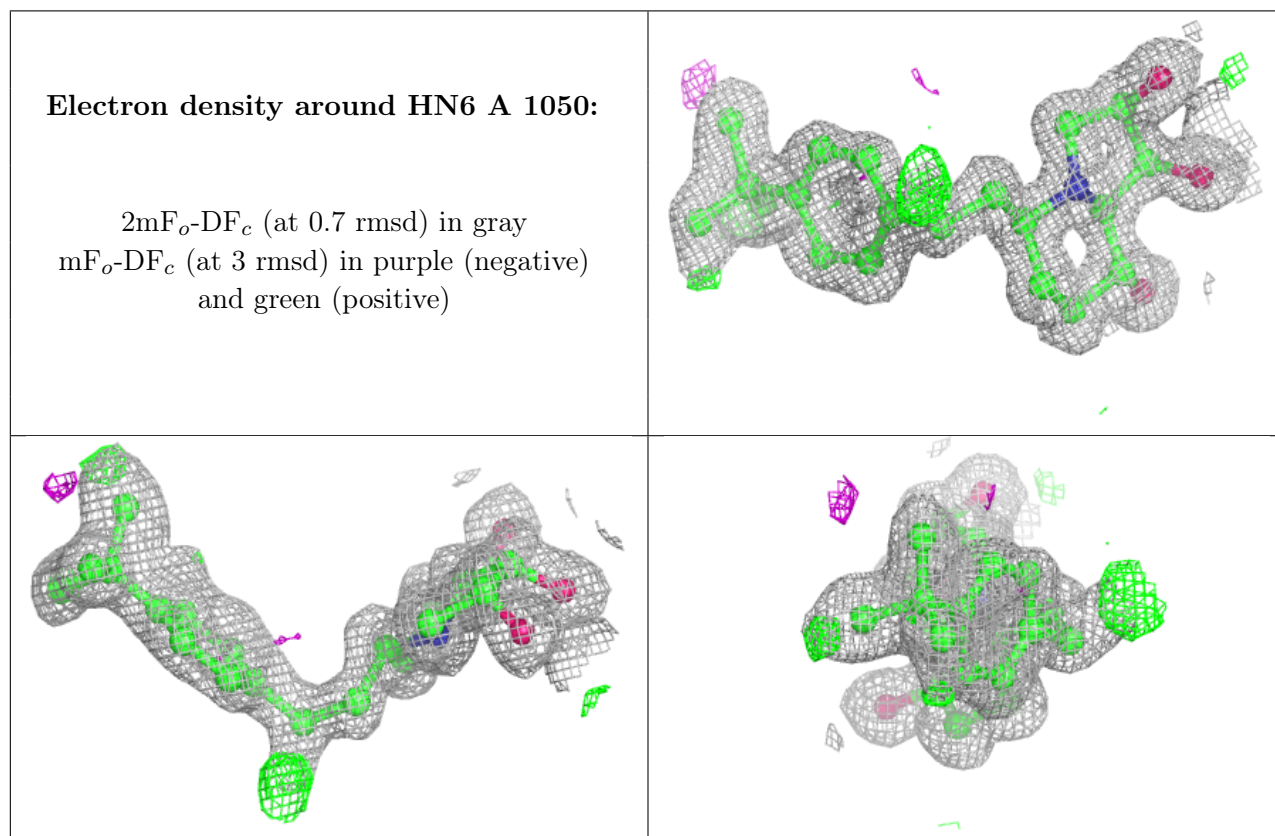 Electron density around HN6 A 1050:
2mFo-DFc (at 0.7 rmsd) in gray
mFo-DFc (at 3 rmsd) in purple (negative)
and green (positive)